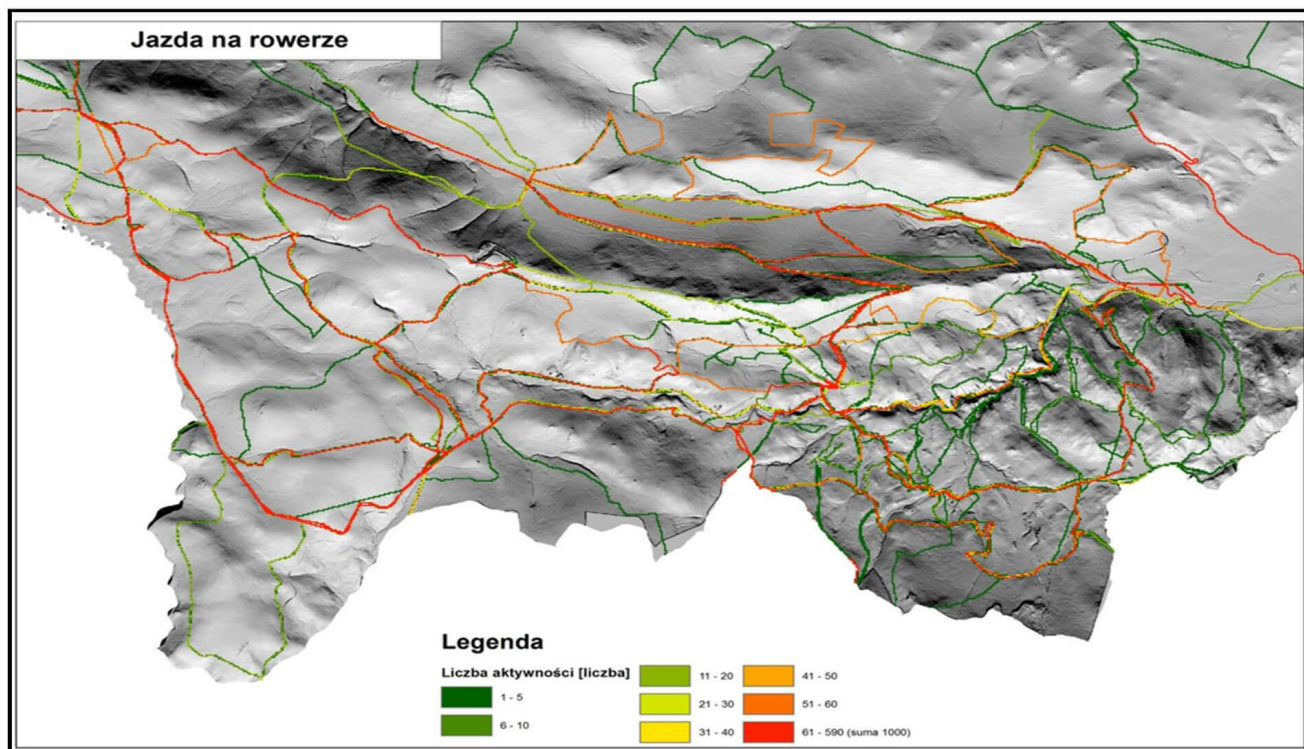 Jazda na rowerze
Legenda
Liczba aktywności [liczba]
1 - 5
6 - 10
11 - 20
21 - 30
31 - 40
41 - 50
51 - 60
61 - 590 (suma 1000)